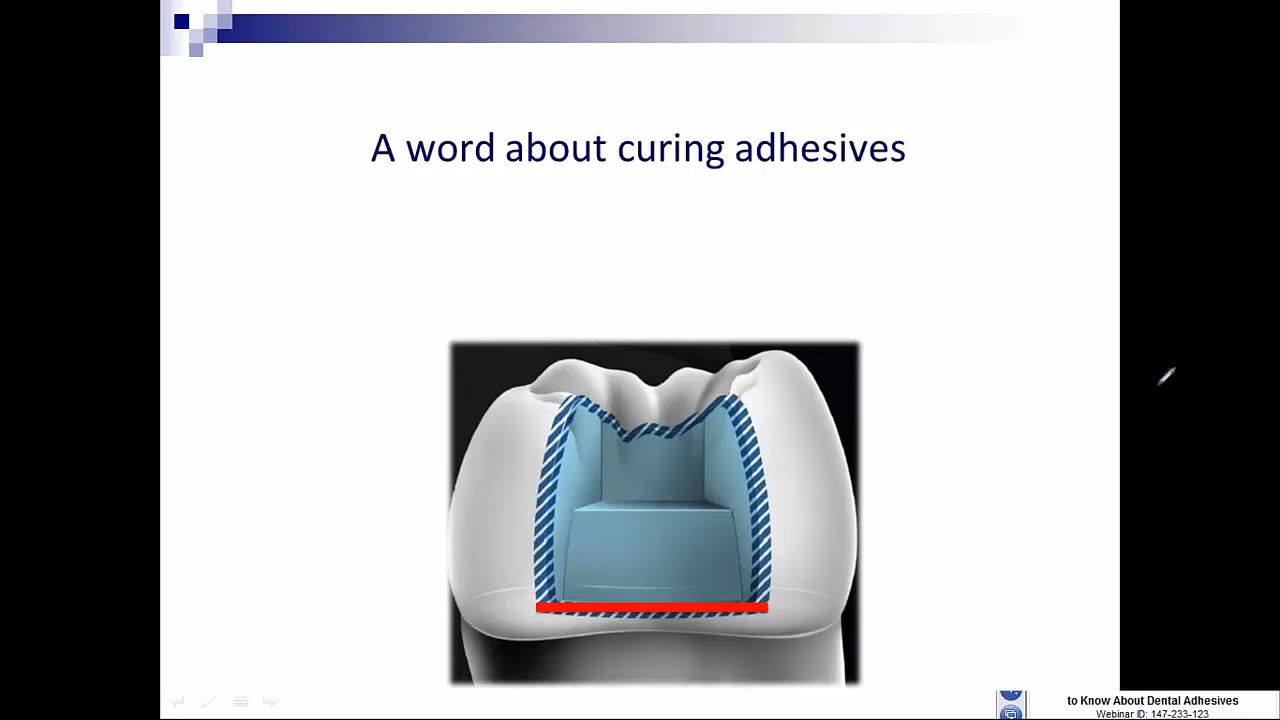 A word about curing adhesives
to Know About Dental Adhesives
Webinar ID: 147-233-123